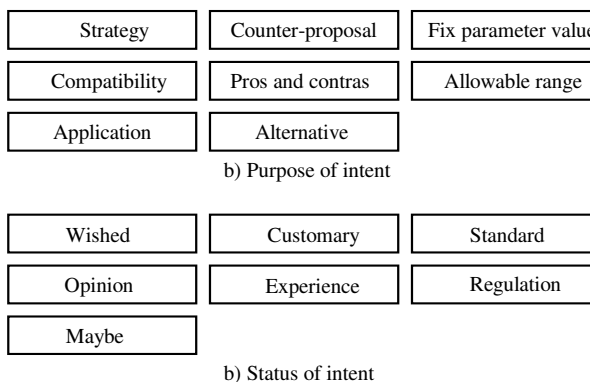 Strategy Counter-proposal Fix parameter value
Compatibility Pros and contras Allowable range
Application Alternative
b) Purpose of intent
Wished Customary Standard
Opinion Experience Regulation
Maybe
b) Status of intent